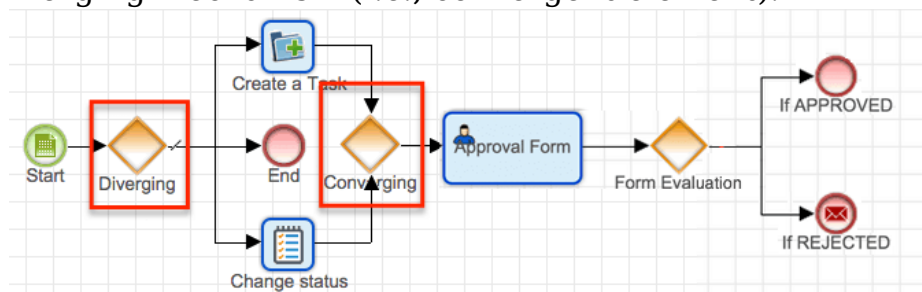 Create a Task
If APPROVED
Start
Diverging
End
Converging
Approval Form
Form Evaluation
If REJECTED
Change status